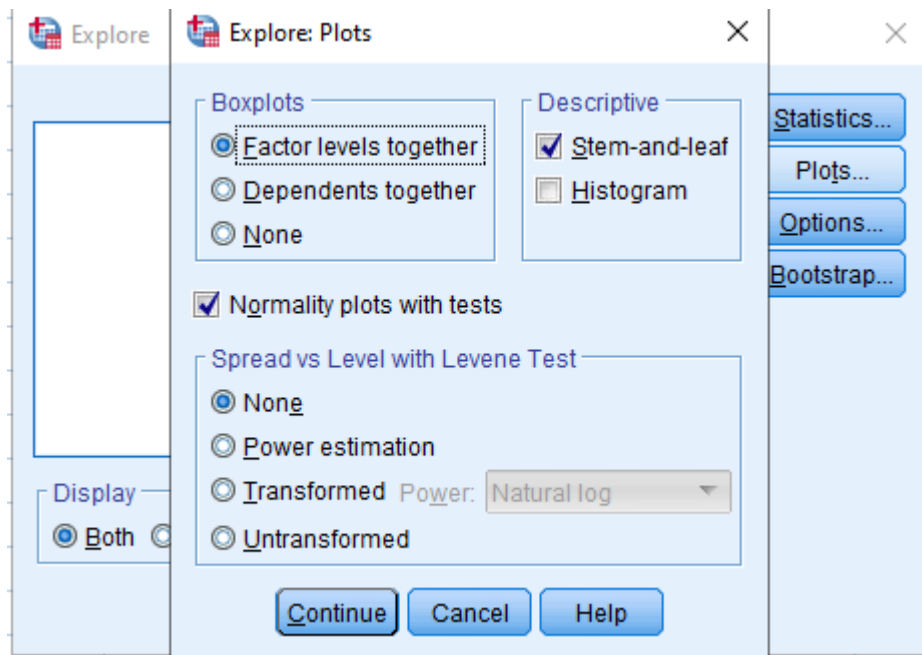 Explore
Explore: Plots
Boxplots
Factor levels together
Dependents together
None
Descriptive
Stem-and-leaf
Histogram
Normality plots with tests
Spread vs Level with Levene Test
None
Power estimation
Transformed Power: Natural log
Untransformed
Continue Cancel Help
Statistics...
Plots...
Options...
Bootstrap...
Display
Both